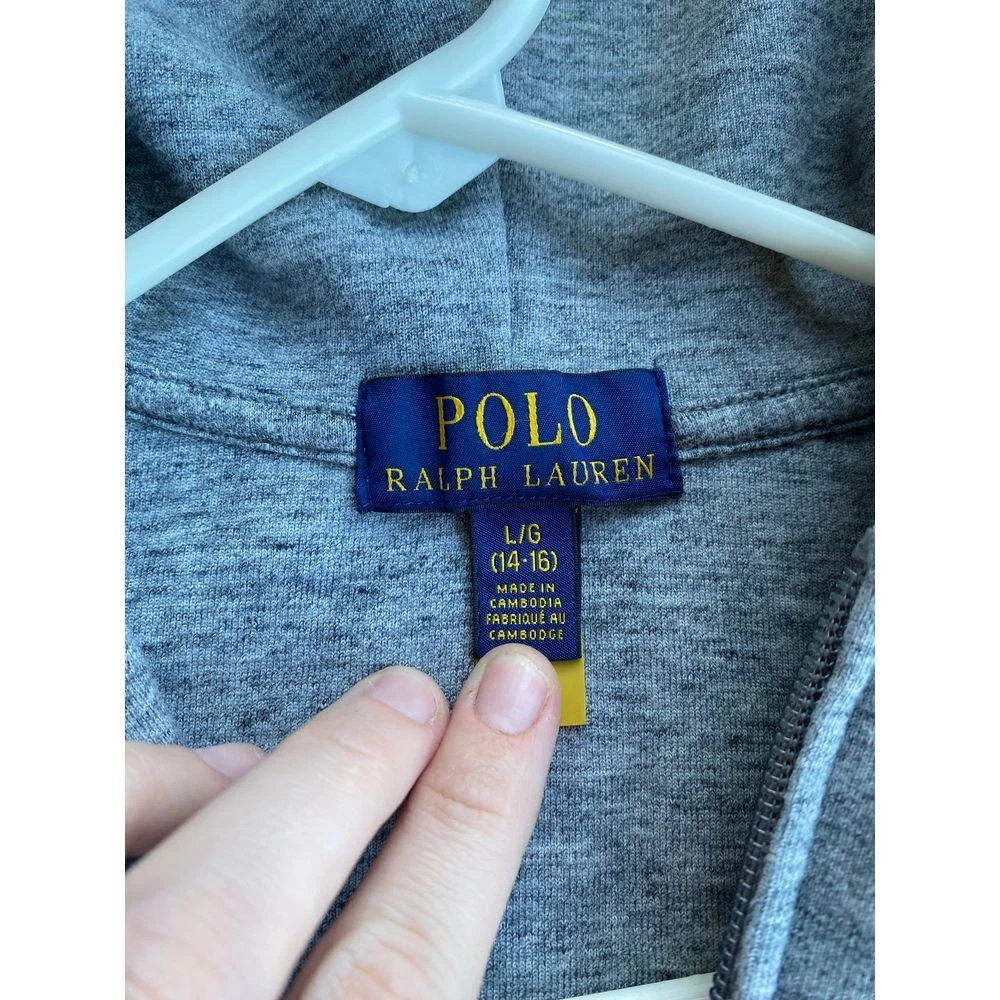 POLO
RALPH LAUREN
L/G
(14-16)
MADE IN
CAMBODIA
FABRIQUÉ AU
CAMBODGE